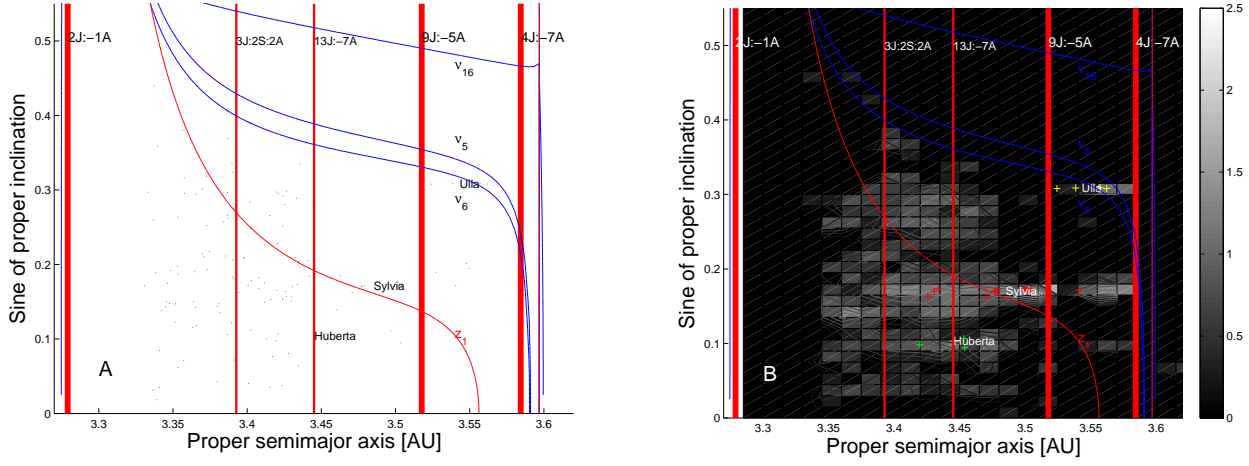 0.5
0.4
0.3
0.2
0.1
0
Sine of proper inclination
2J:−1A
3J:2S:2A
13J:−7A
9J:−5A
4J:−7A
ν16
ν5
Ulla
ν6
Sylvia
Huberta
z1
A
3.3
3.35
3.4
3.45
3.5
3.55
3.6
Proper semimajor axis [AU]
0.5
0.4
0.3
0.2
0.1
0
Sine of proper inclination
2J:−1A
3J:2S:2A
13J:−7A
9J:−5A
4J:−7A
ν16
ν5
Ulla
ν6
Sylvia
Huberta
z1
B
3.3
3.35
3.4
3.45
3.5
3.55
3.6
Proper semimajor axis [AU]
2.5
2
1.5
1
0.5
0